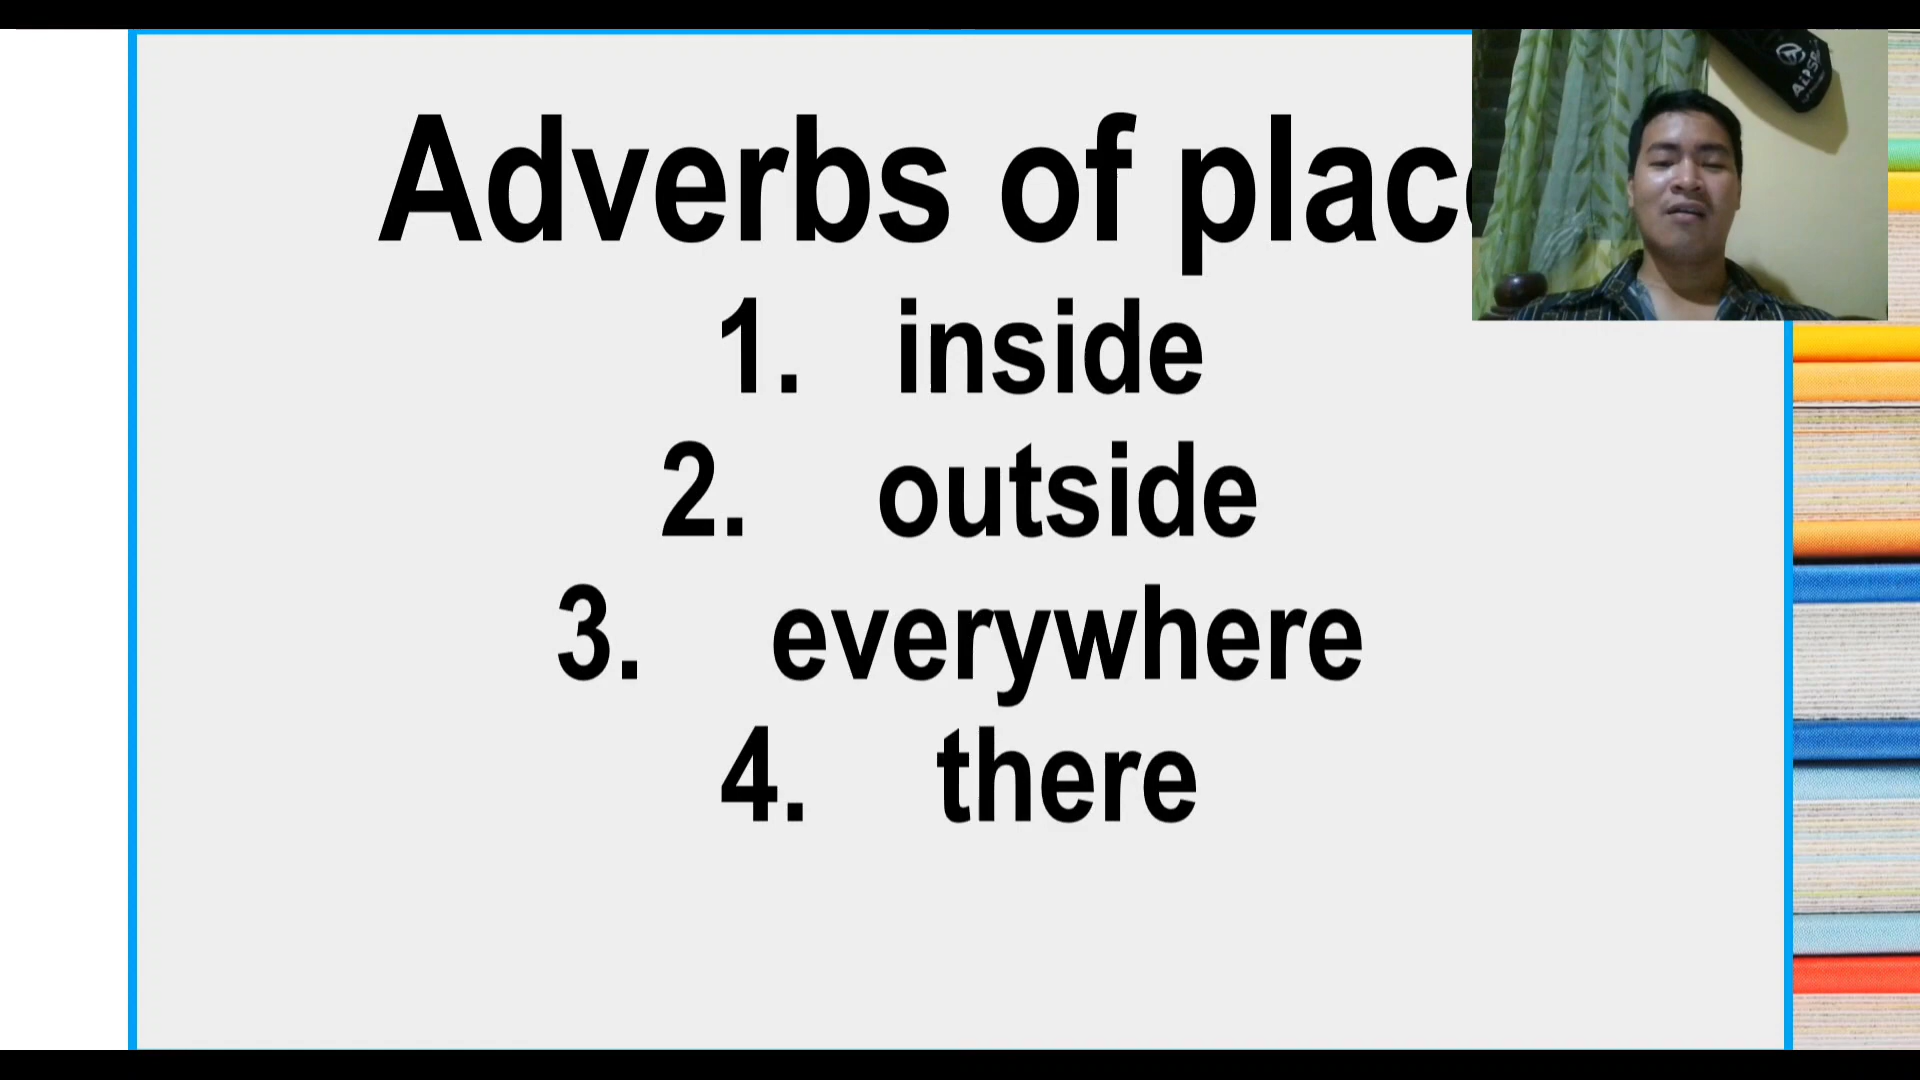 Adverbs of plac
1. inside
2. outside
3. everywhere
4. there